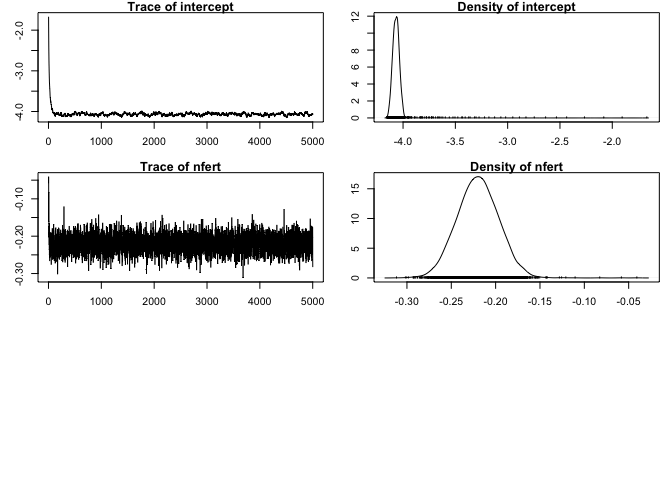 Trace of intercept
-4.0 -3.0 -2.0
0 1000 2000 3000 4000 5000
Density of intercept
0 2 4 6 8 12
-4.0 -3.5 -3.0 -2.5 -2.0
Trace of nfert
-0.30 -0.20 -0.10
0 1000 2000 3000 4000 5000
Density of nfert
0 5 10 15
-0.30 -0.25 -0.20 -0.15 -0.10 -0.05